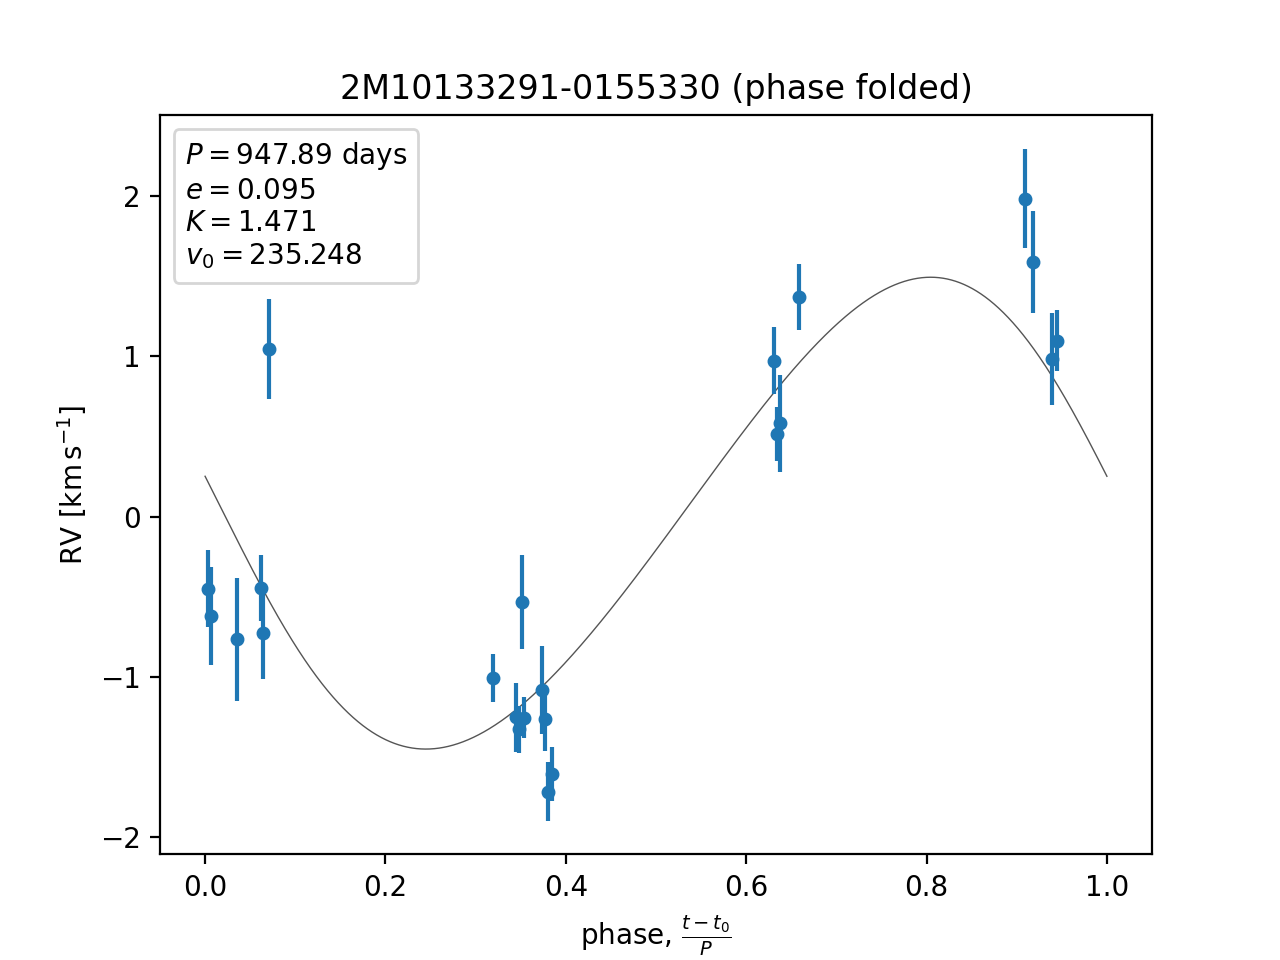 2M10133291-0155330 (phase folded)
P = 947.89 days
e = 0.095
K = 1.471
v₀ = 235.248
RV [km s⁻¹]
2
1
0
−1
−2
0.0 0.2 0.4 0.6 0.8 1.0
phase, (t − t₀)/P